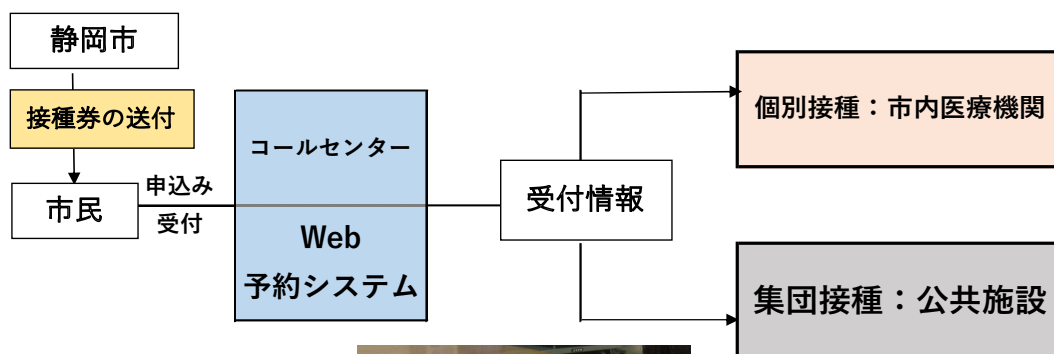 静岡市
接種券の送付
市民
申込み
受付
コールセンター
Web
予約システム
受付情報
個別接種：市内医療機関
集団接種：公共施設